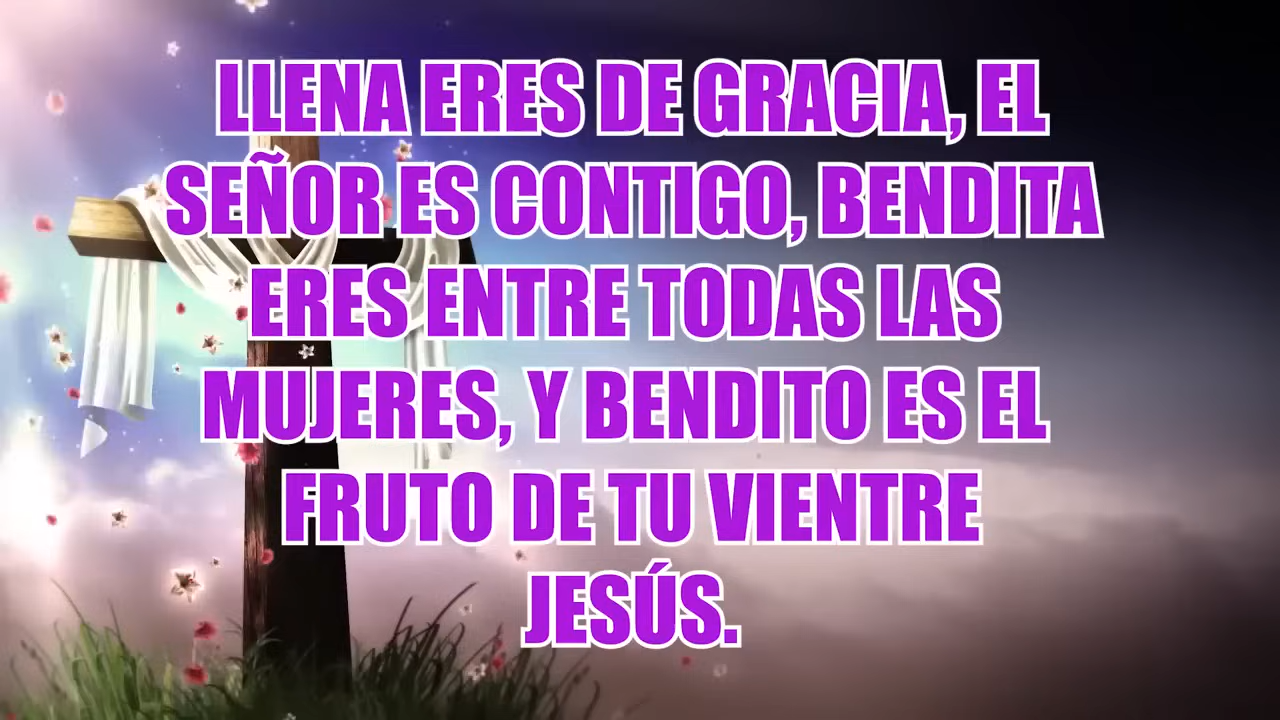 LLENA ERES DE GRACIA, EL
SEÑOR ES CONTIGO, BENDITA
ERES ENTRE TODAS LAS
MUJERES, Y BENDITO ES EL
FRUTO DE TU VIENTRE
JESÚS.